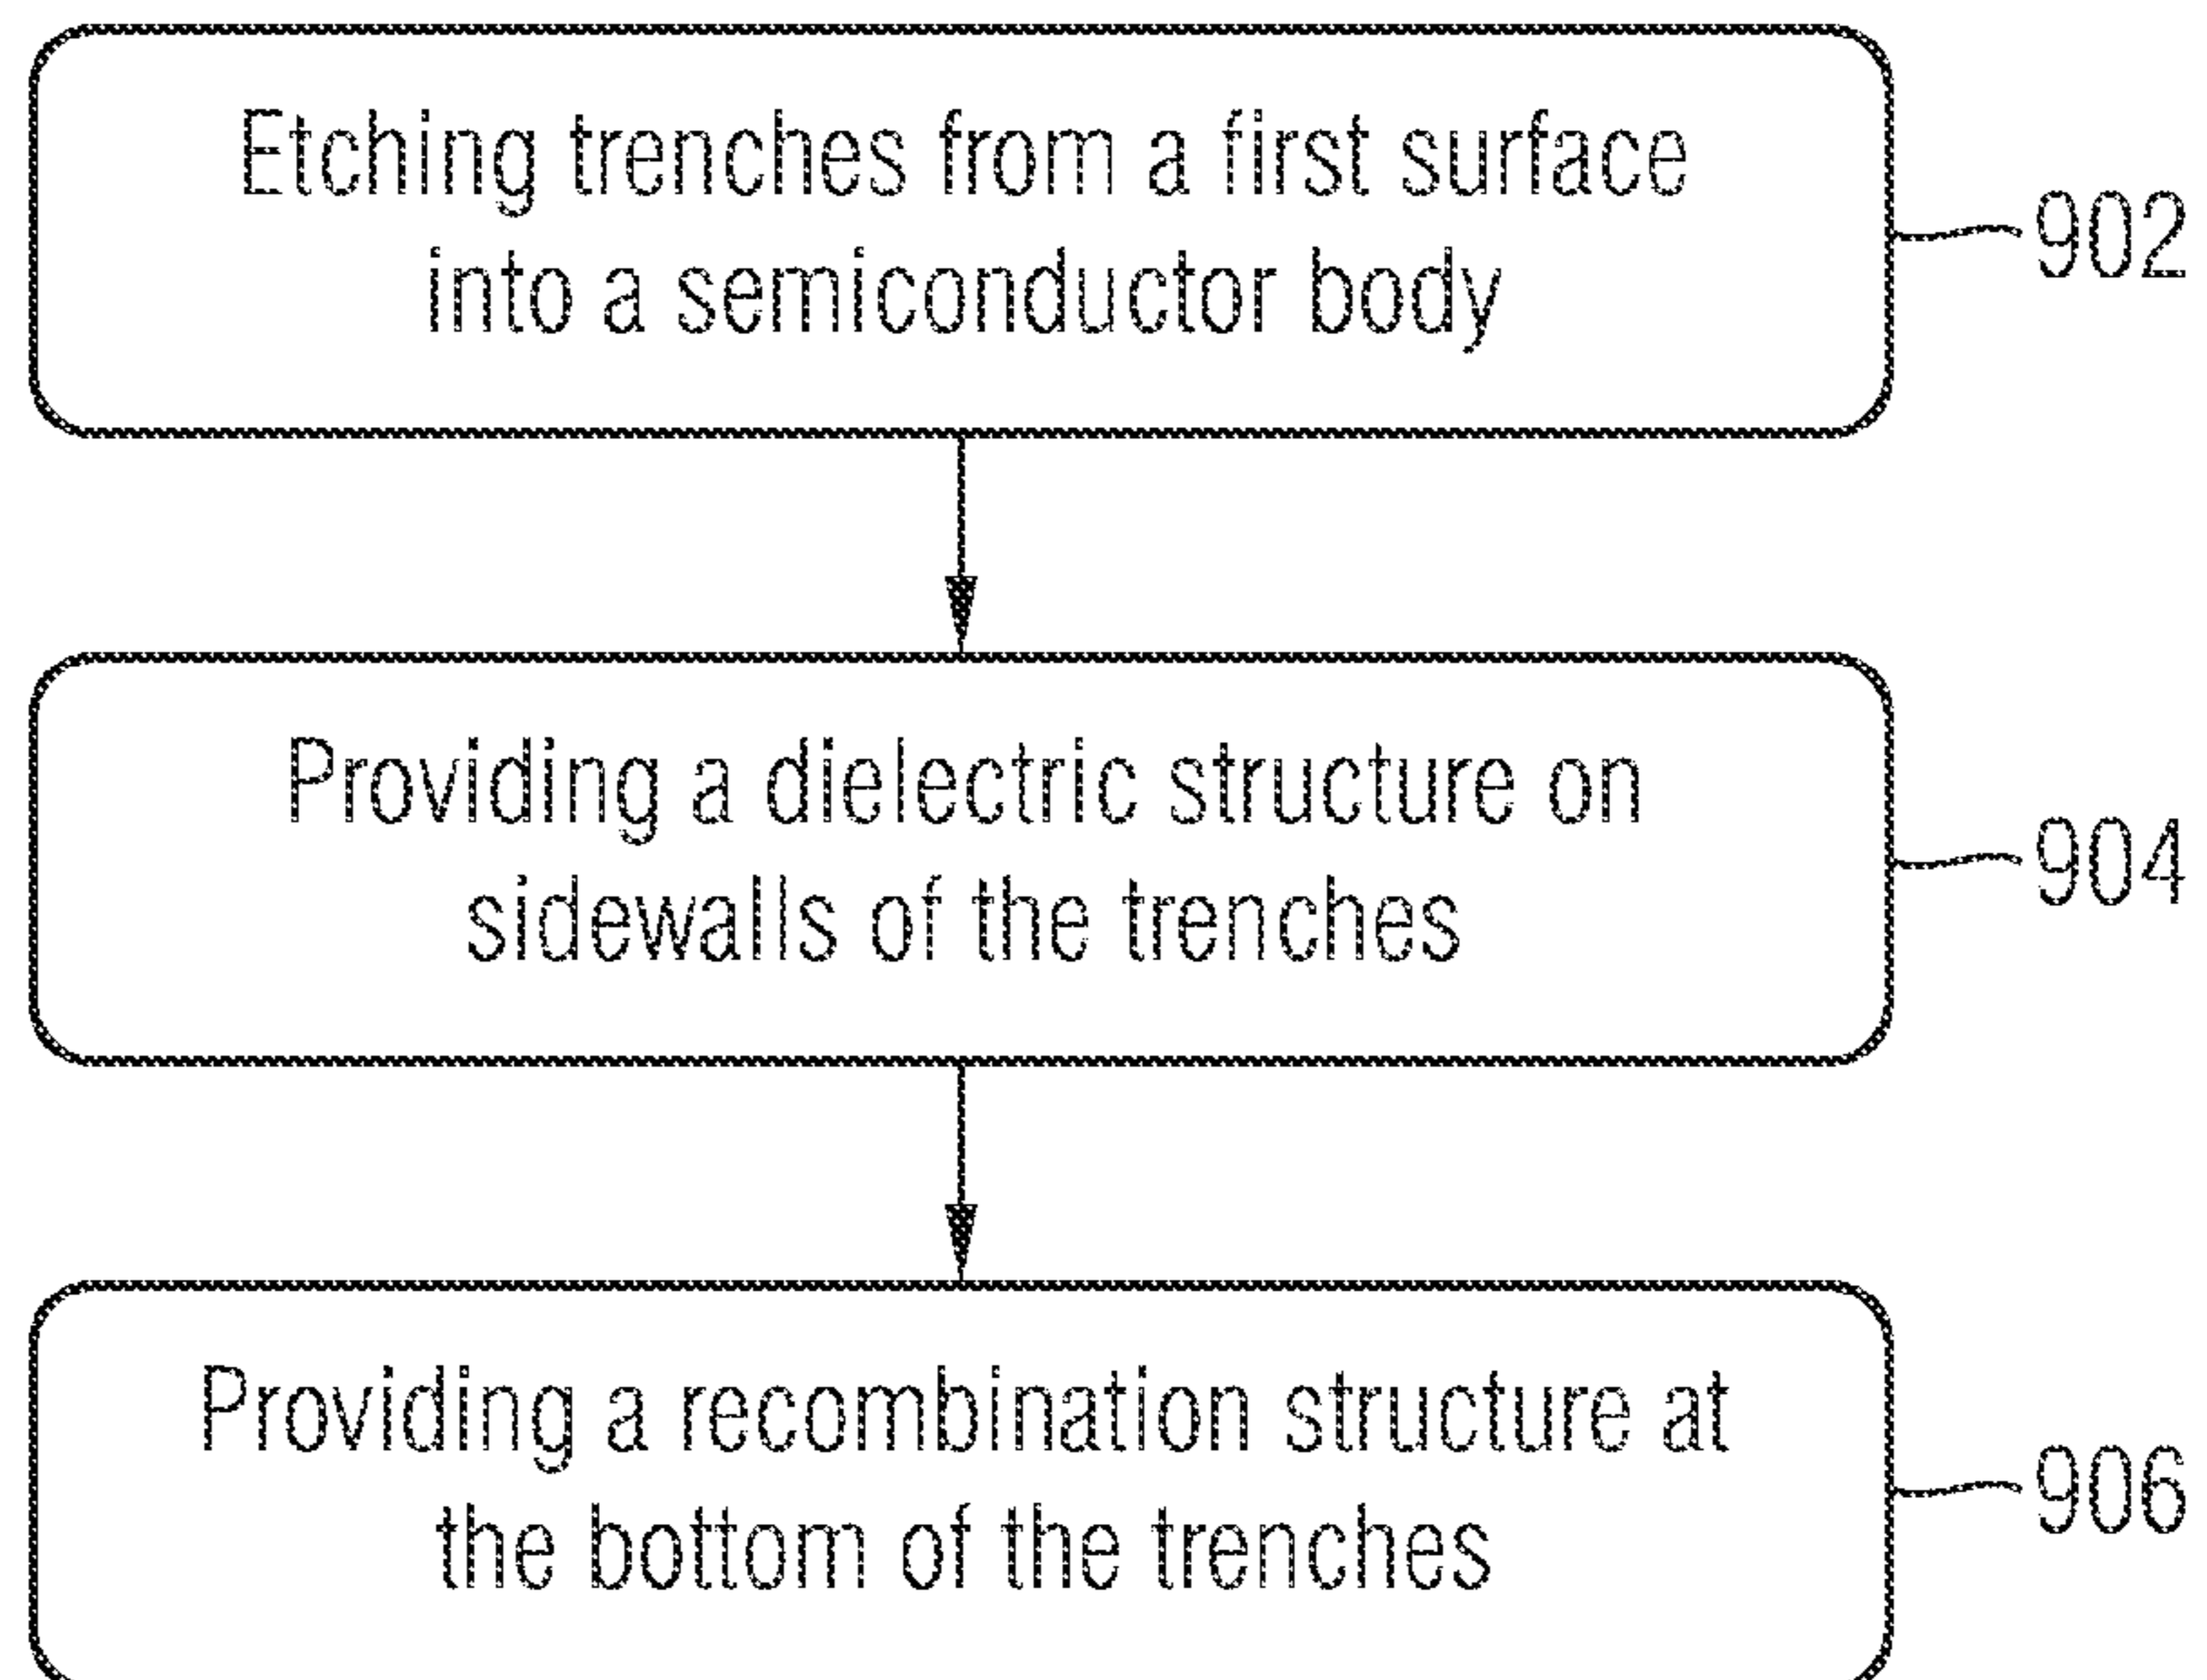 Etching trenches from a first surface
into a semiconductor body
902
Providing a dielectric structure on
sidewalls of the trenches
904
Providing a recombination structure at
the bottom of the trenches
906